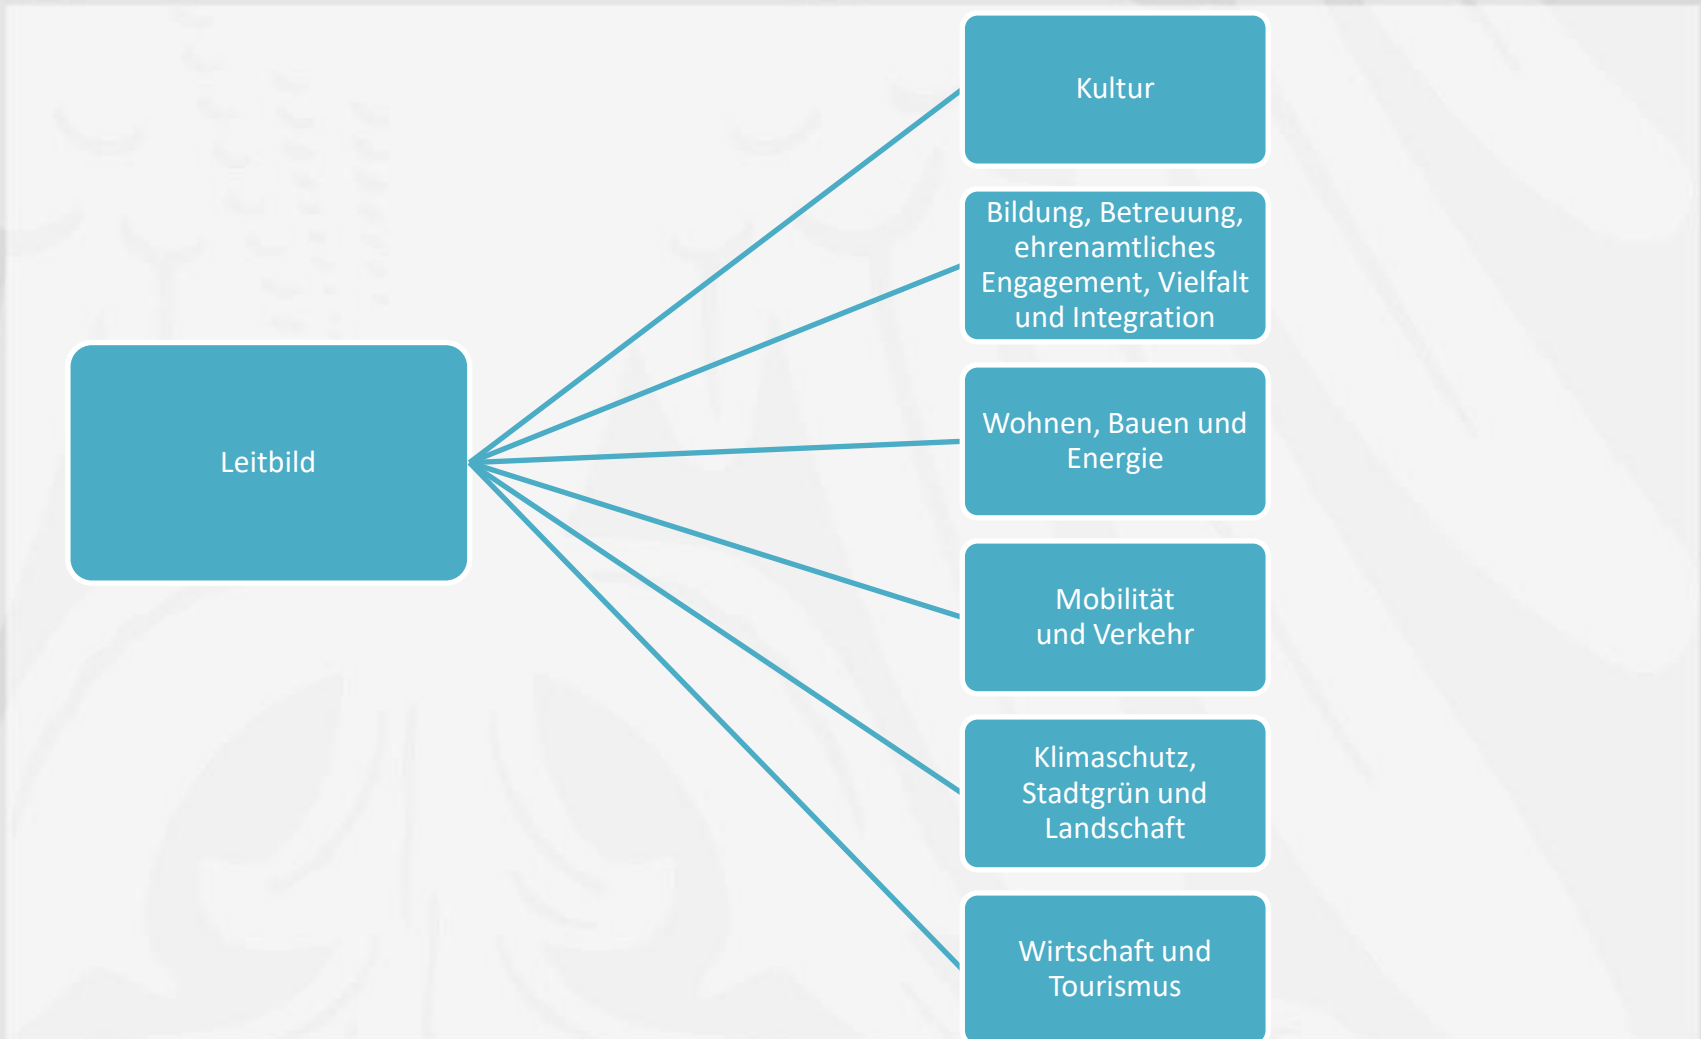 Leitbild
Kultur
Bildung, Betreuung,
ehrenamtliches
Engagement, Vielfalt
und Integration
Wohnen, Bauen und
Energie
Mobilität
und Verkehr
Klimaschutz,
Stadtgrün und
Landschaft
Wirtschaft und
Tourismus